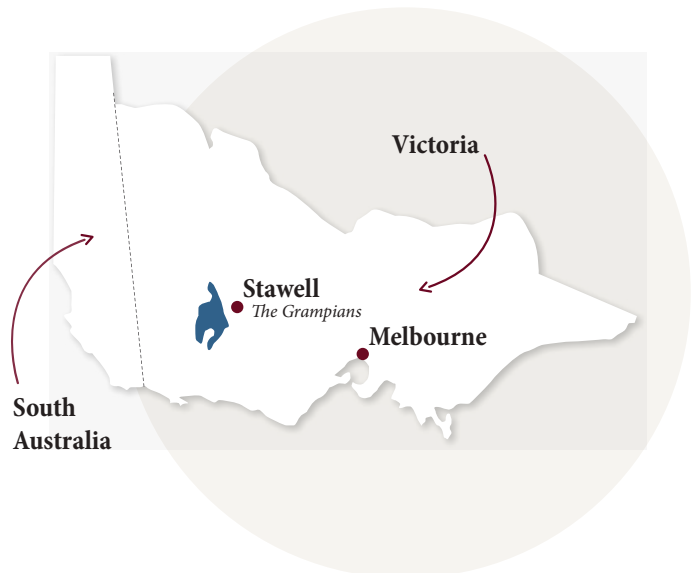 Victoria
Stawell
The Grampians
Melbourne
South
Australia